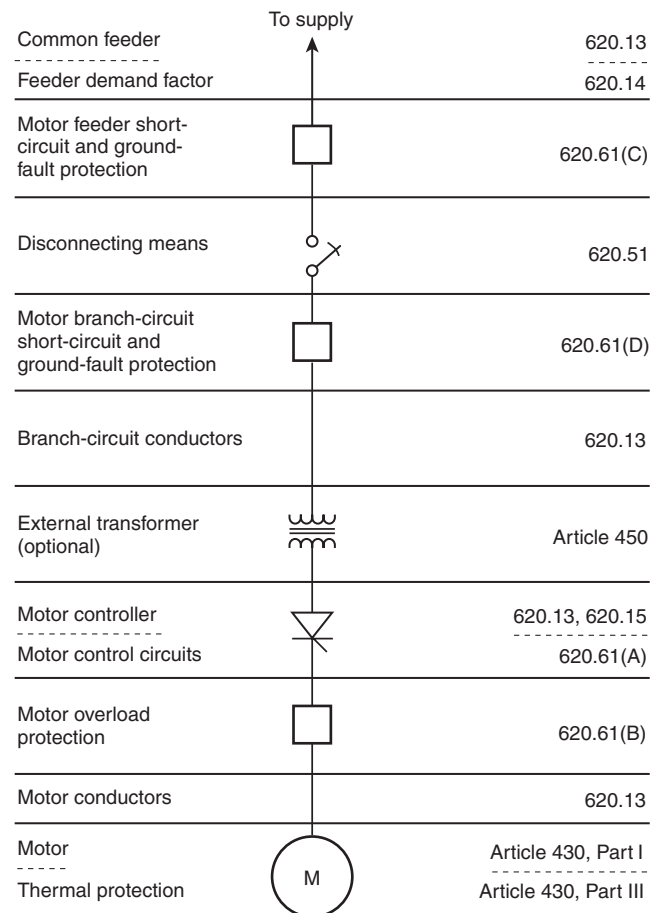 To supply
Common feeder 620.13
Feeder demand factor 620.14
Motor feeder short-
circuit and ground-
fault protection 620.61(C)
Disconnecting means 620.51
Motor branch-circuit
short-circuit and
ground-fault protection 620.61(D)
Branch-circuit conductors 620.13
External transformer
(optional) Article 450
Motor controller 620.13, 620.15
Motor control circuits 620.61(A)
Motor overload
protection 620.61(B)
Motor conductors 620.13
Motor Article 430, Part I
M
Thermal protection Article 430, Part III